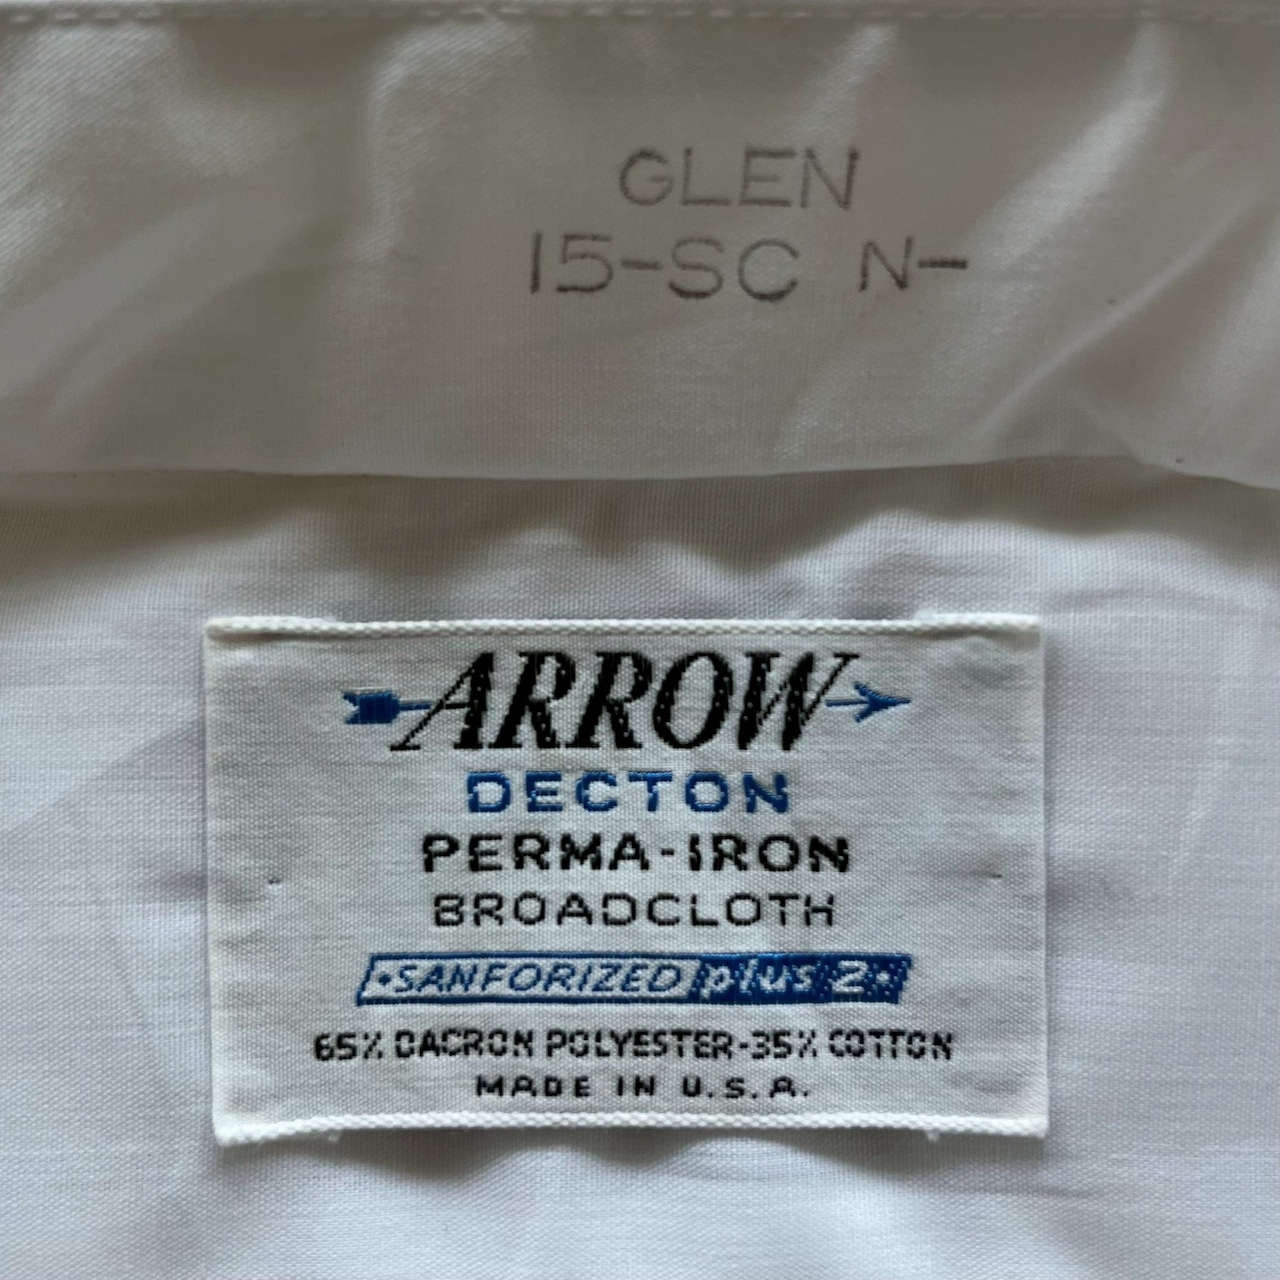 GLEN
15-SC N-
ARROW
DECTON
PERMA-IRON
BROADCLOTH
·SANFORIZED plus 2·
65% DACRON POLYESTER-35% COTTON
MADE IN U.S.A.